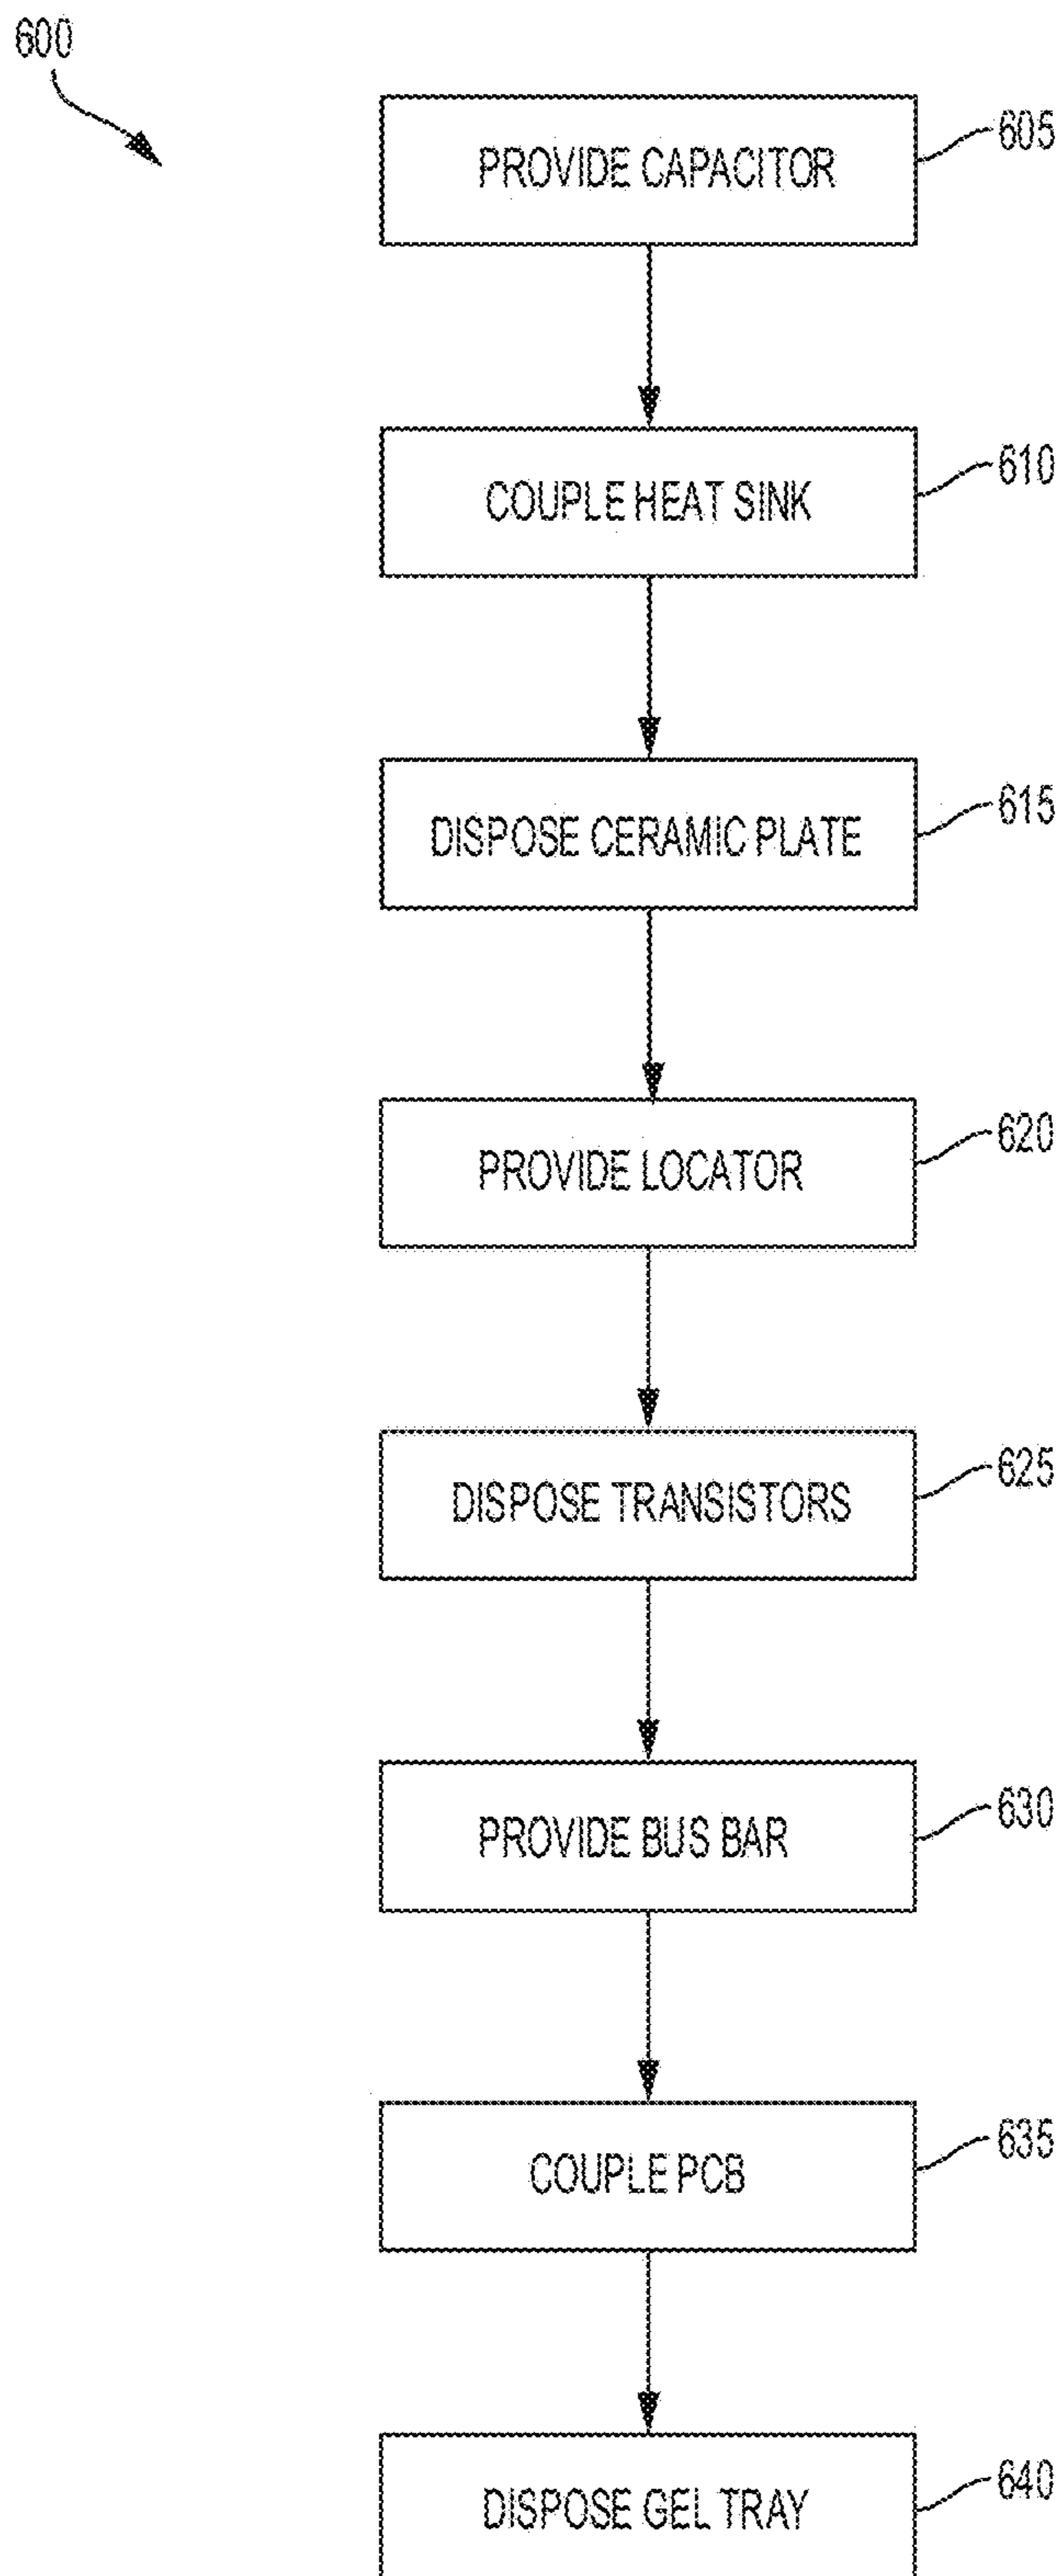 600
PROVIDE CAPACITOR
605
COUPLE HEAT SINK
610
DISPOSE CERAMIC PLATE
615
PROVIDE LOCATOR
620
DISPOSE TRANSISTORS
625
PROVIDE BUS BAR
630
COUPLE PCB
635
DISPOSE GEL TRAY
640